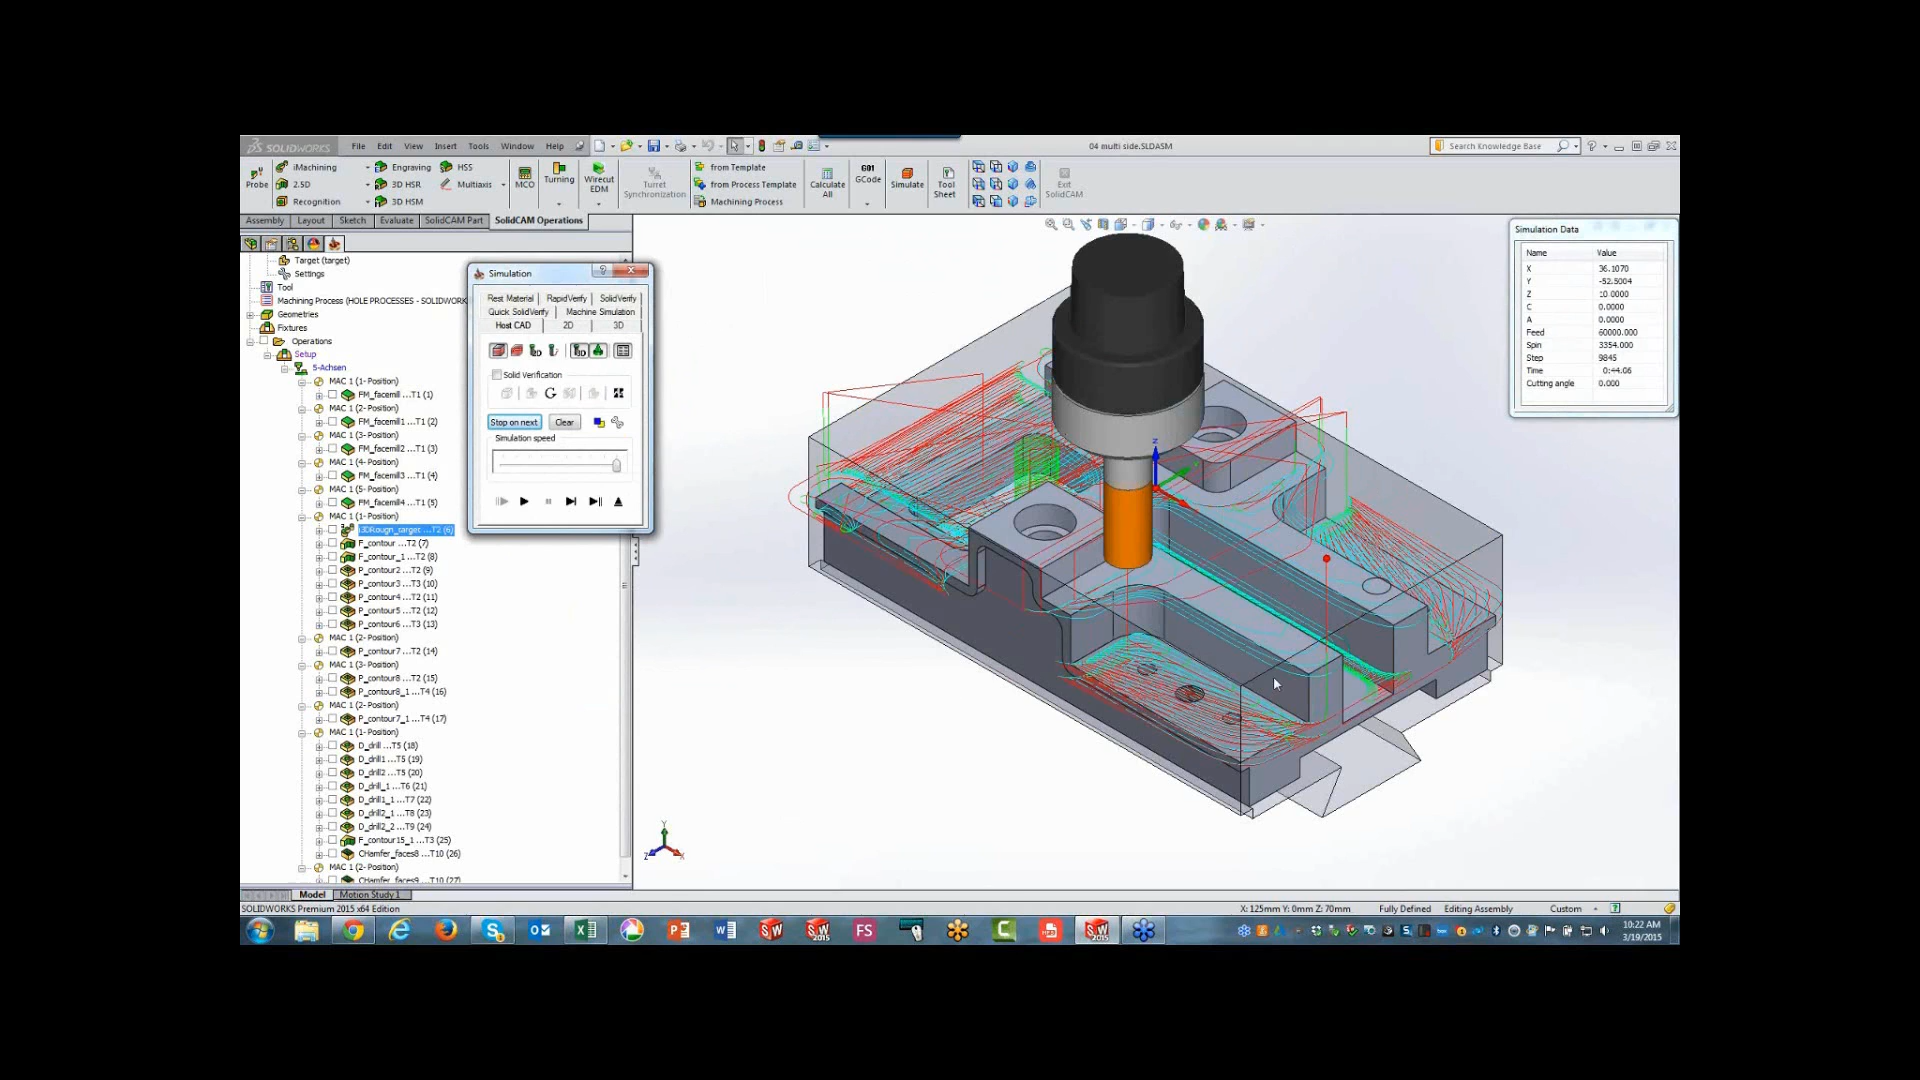 SOLIDWORKS File Edit View Insert Tools Window Help 04 multi side.SLDASM Search Knowledge Base
Probe iMachining Engraving HSS MCO Turning Wirecut EDM Turret Synchronization from Template Calculate All G01 GCode Simulate Tool Sheet Exit SolidCAM
2.5D 3D HSR Multiaxis from Process Template
Recognition 3D HSM Machining Process
Assembly Layout Sketch Evaluate SolidCAM Part SolidCAM Operations
Target (target)
Settings
Tool
Machining Process (HOLE PROCESSES - SOLIDWORK
Geometries
Fixtures
Operations
Setup
5-Achsen
MAC 1 (1- Position)
FM_facemill ...T1 (1)
MAC 1 (2- Position)
FM_facemill1 ...T1 (2)
MAC 1 (3- Position)
FM_facemill2 ...T1 (3)
MAC 1 (4- Position)
FM_facemill3 ...T1 (4)
MAC 1 (5- Position)
FM_facemill4 ...T1 (5)
MAC 1 (1- Position)
i3DRough_target ...T2 (6)
F_contour ...T2 (7)
F_contour_1 ...T2 (8)
P_contour2 ...T2 (9)
P_contour3 ...T3 (10)
P_contour4 ...T2 (11)
P_contour5 ...T2 (12)
P_contour6 ...T3 (13)
MAC 1 (2- Position)
P_contour7 ...T2 (14)
MAC 1 (3- Position)
P_contour8 ...T2 (15)
P_contour8_1 ...T4 (16)
MAC 1 (2- Position)
P_contour7_1 ...T4 (17)
MAC 1 (1- Position)
D_drill ...T5 (18)
D_drill1 ...T5 (19)
D_drill2 ...T5 (20)
D_drill_1 ...T6 (21)
D_drill1_1 ...T7 (22)
D_drill2_1 ...T8 (23)
D_drill2_2 ...T9 (24)
F_contour15_1 ...T3 (25)
CHamfer_faces8 ...T10 (26)
MAC 1 (2- Position)
CHamfer_faces9 ...T10 (27)
Simulation
Rest Material RapidVerify SolidVerify
Quick SolidVerify Machine Simulation
Host CAD 2D 3D
Solid Verification
Stop on next Clear
Simulation speed
Simulation Data
Name Value
X 36.1070
Y -52.5004
Z 10.0000
C 0.0000
A 0.0000
Feed 60000.000
Spin 3354.000
Step 9845
Time 0:44.06
Cutting angle 0.000
Z
Y
Z X
Model Motion Study 1
SOLIDWORKS Premium 2015 x64 Edition X: 125mm Y: 0mm Z: 70mm Fully Defined Editing Assembly Custom
FS
10:22 AM
3/19/2015